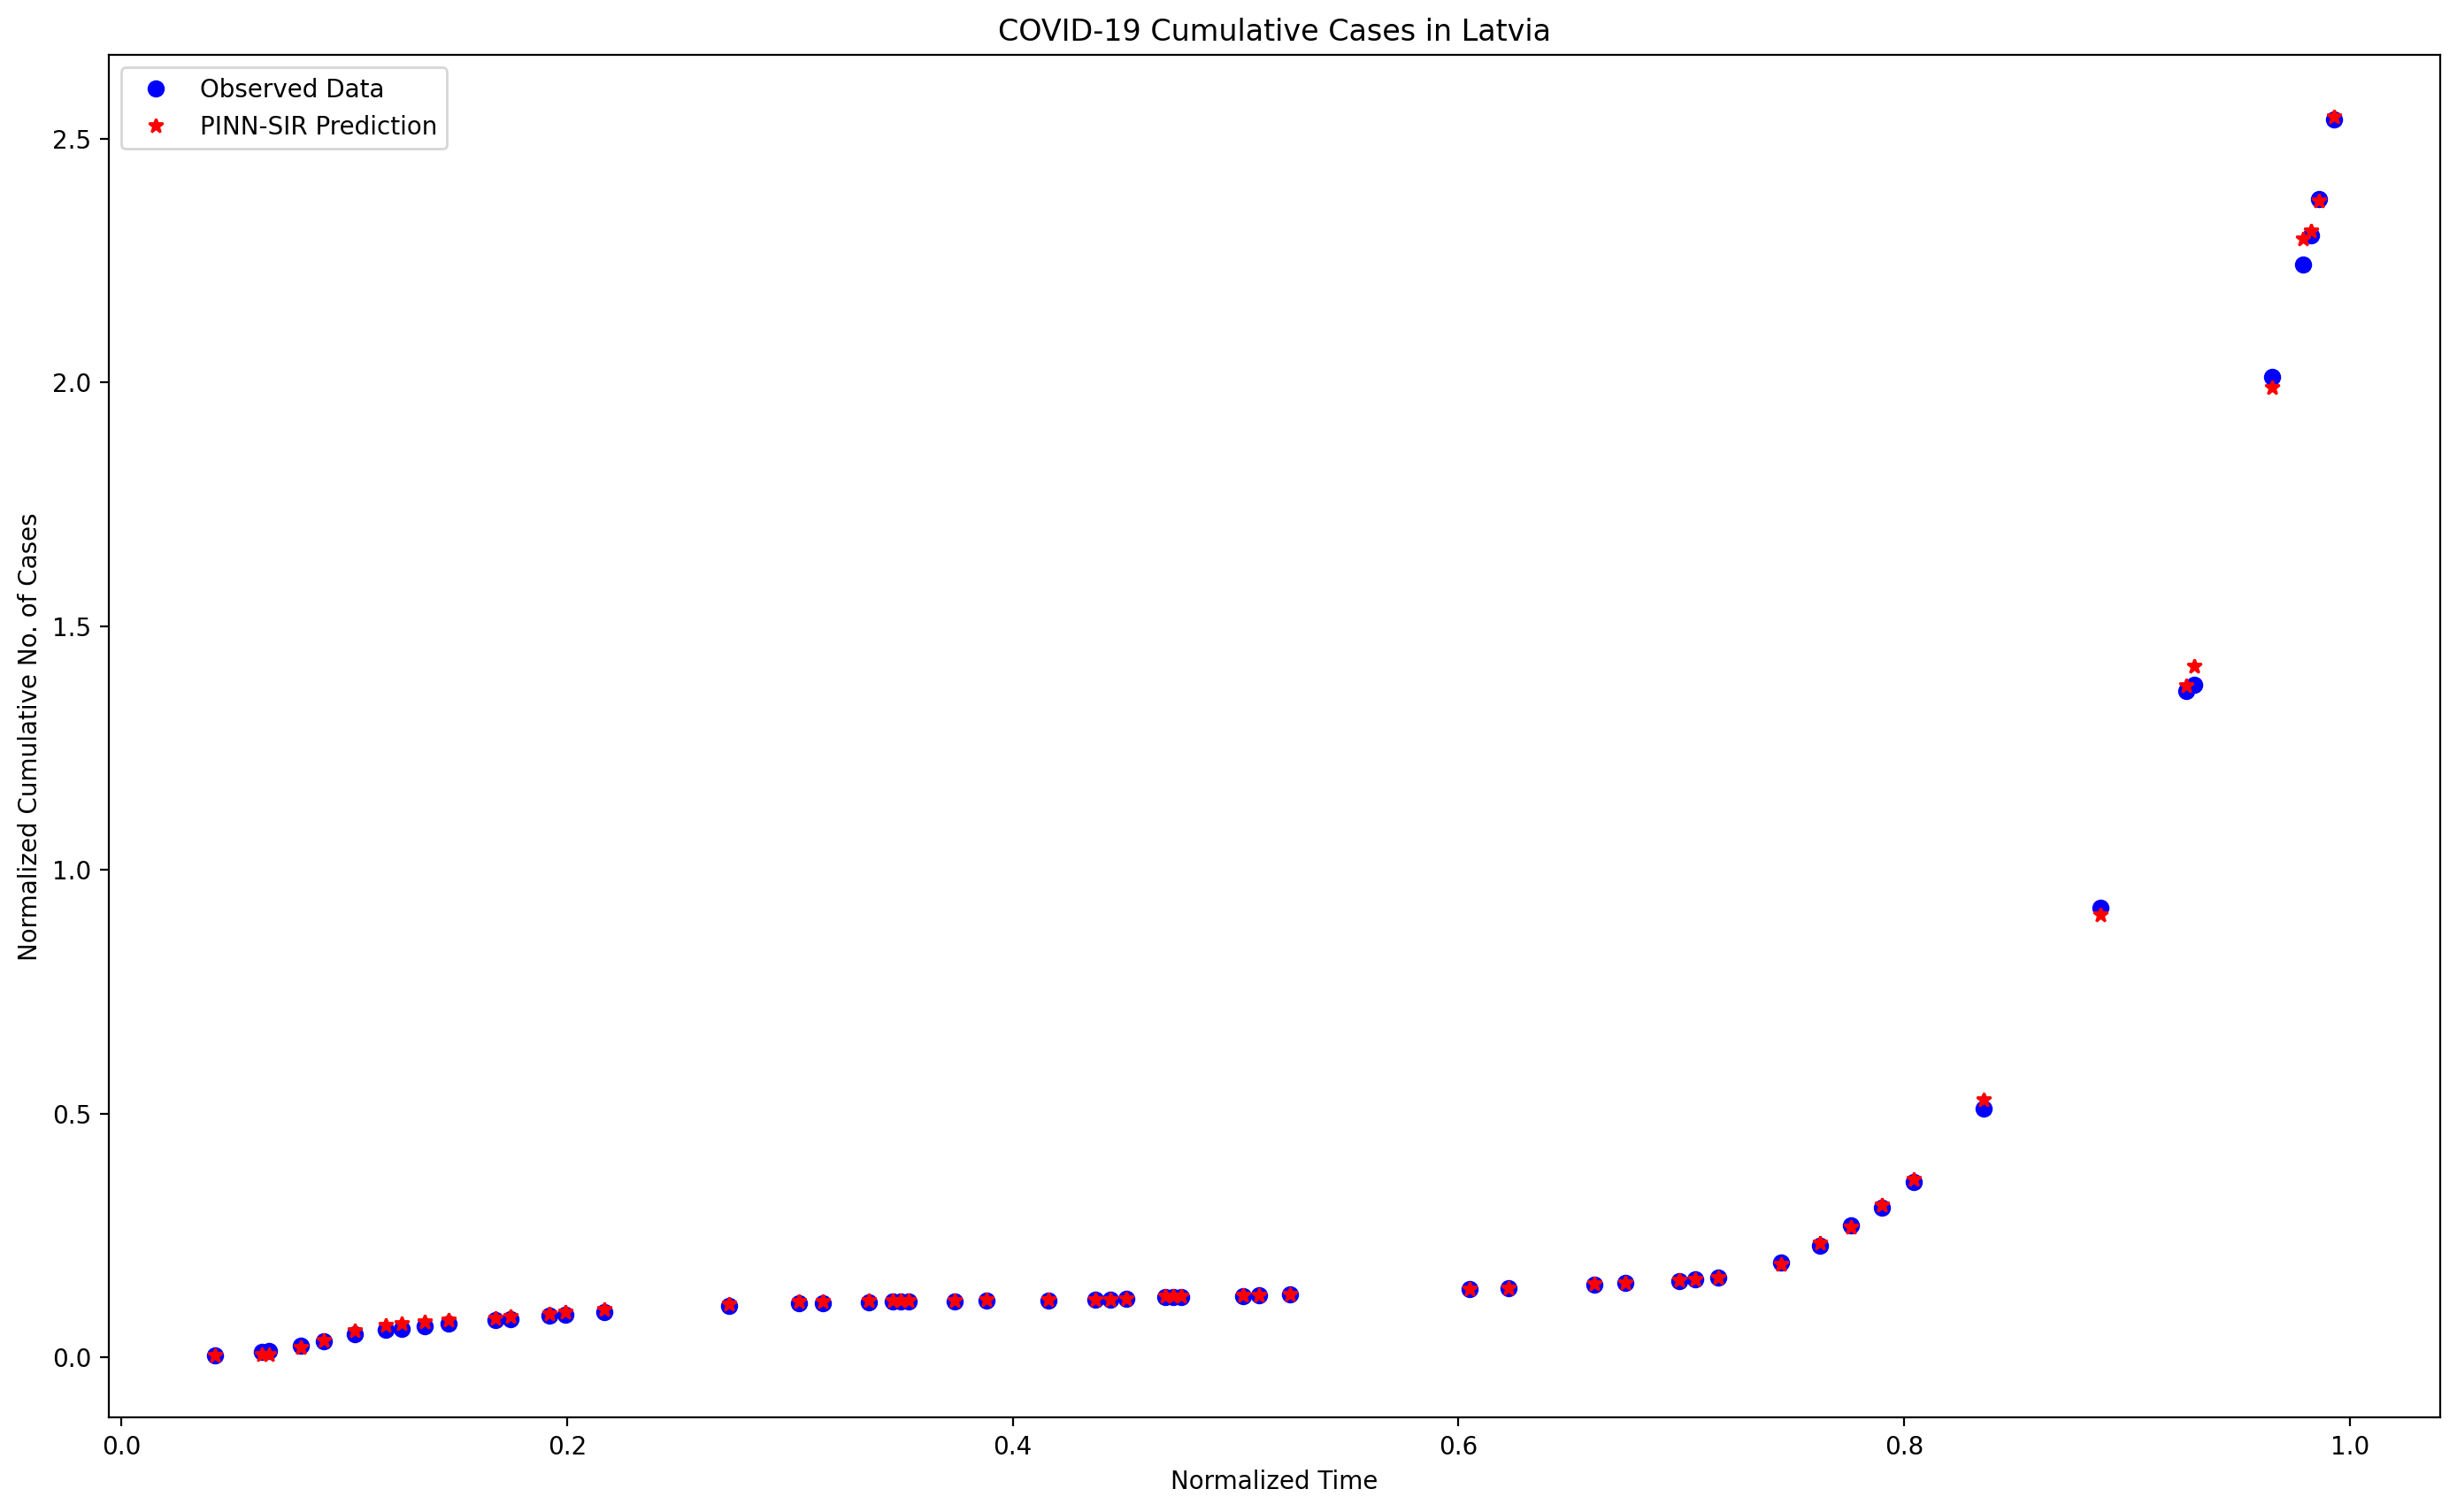 COVID-19 Cumulative Cases in Latvia
Observed Data
PINN-SIR Prediction
Normalized Cumulative No. of Cases
2.5
2.0
1.5
1.0
0.5
0.0
0.0 0.2 0.4 0.6 0.8 1.0
Normalized Time